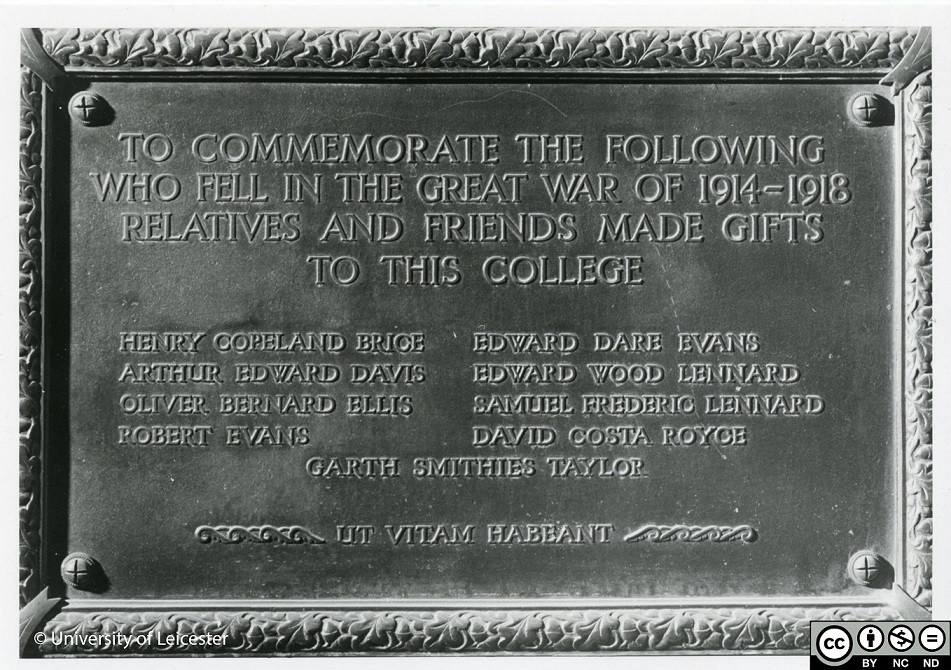 TO COMMEMORATE THE FOLLOWING
WHO FELL IN THE GREAT WAR OF 1914-1918
RELATIVES AND FRIENDS MADE GIFTS
TO THIS COLLEGE
HENRY COPELAND BRICE EDWARD DARE EVANS
ARTHUR EDWARD DAVIS EDWARD WOOD LENNARD
OLIVER BERNARD ELLIS SAMUEL FREDERIC LENNARD
ROBERT EVANS DAVID COSTA ROYCE
GARTH SMITHIES TAYLOR
UT VITAM HABEANT
© University of Leicester
cc BY NC ND